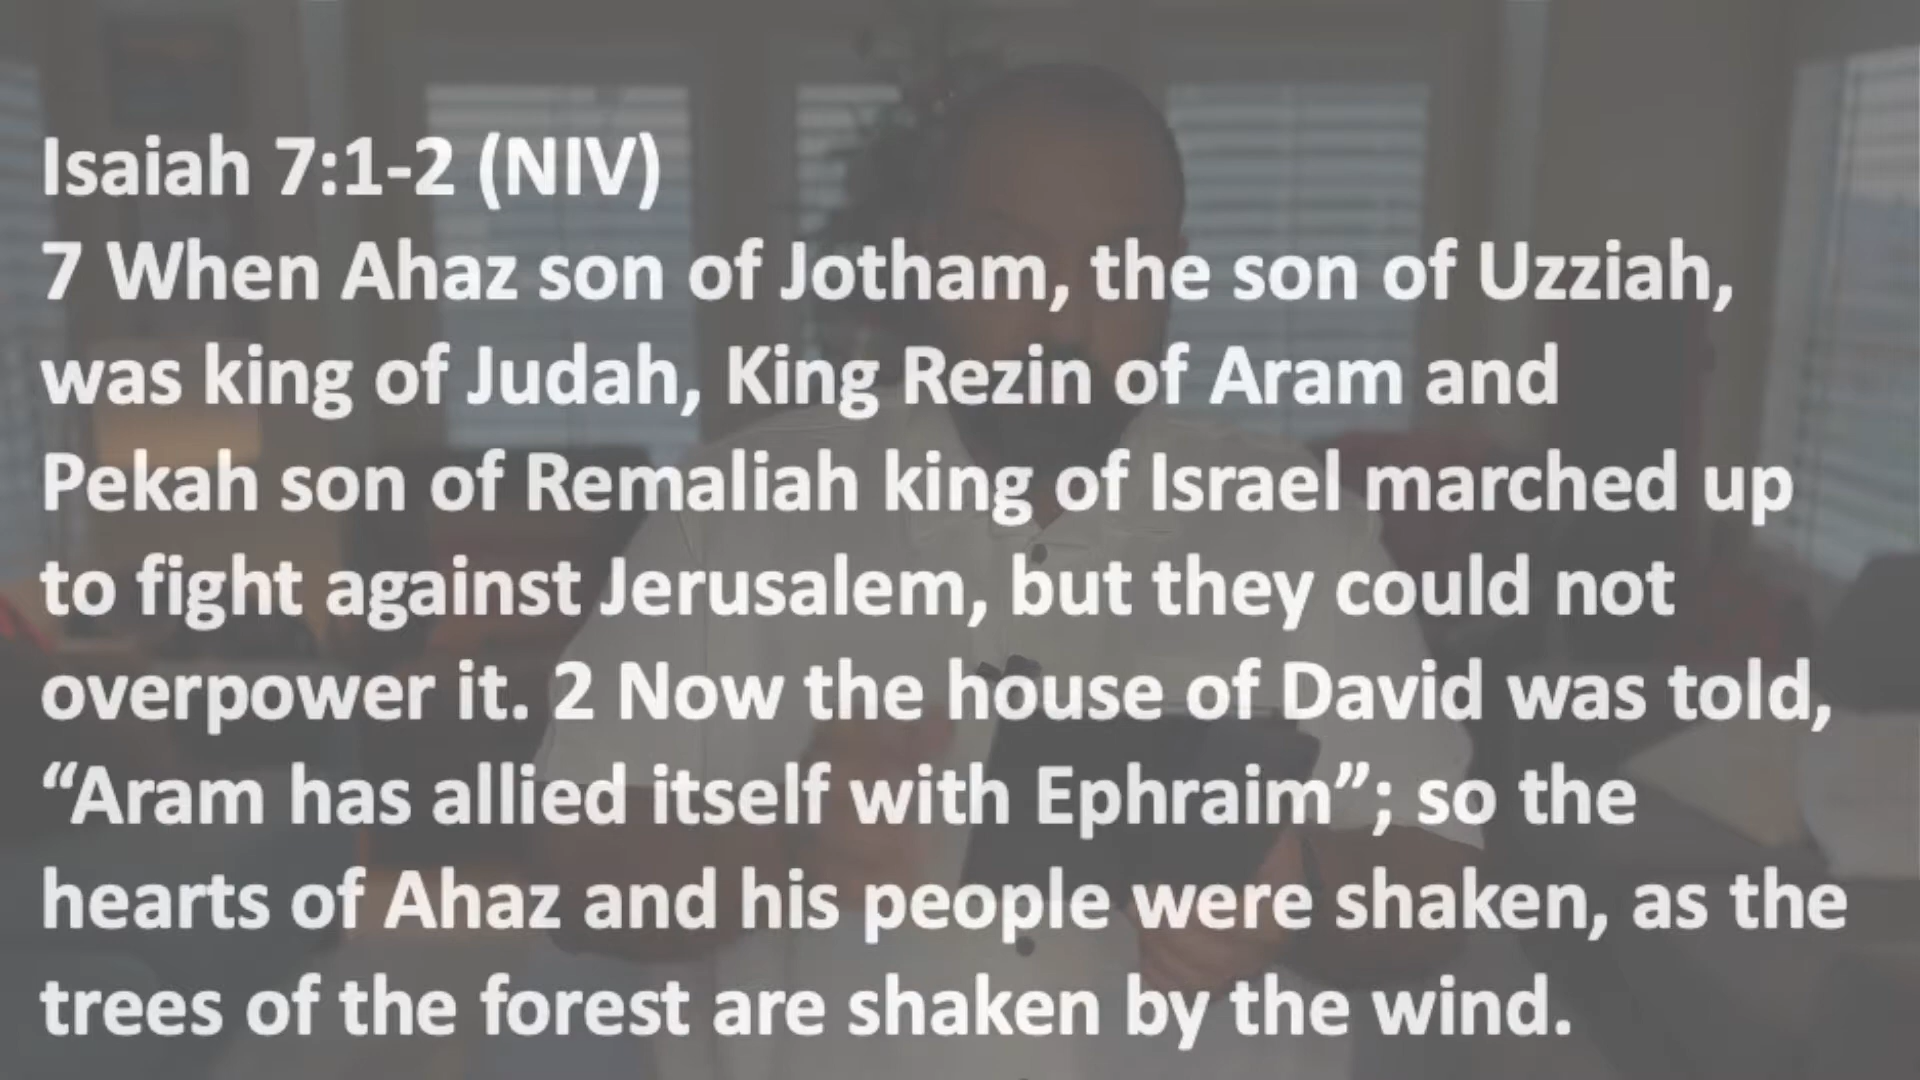 Isaiah 7:1-2 (NIV)
7 When Ahaz son of Jotham, the son of Uzziah,
was king of Judah, King Rezin of Aram and
Pekah son of Remaliah king of Israel marched up
to fight against Jerusalem, but they could not
overpower it. 2 Now the house of David was told,
“Aram has allied itself with Ephraim”; so the
hearts of Ahaz and his people were shaken, as the
trees of the forest are shaken by the wind.